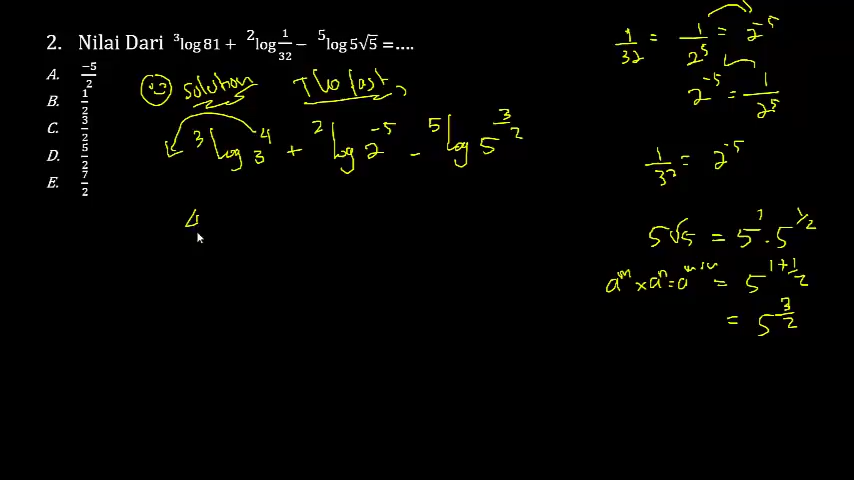 2. Nilai Dari ³log 81 + ²log 1/32 − ⁵log 5√5 = ....
A. −5/2
B. 1/2
C. 3/2
D. 5/2
E. 7/2
solution
³log 3⁴ + ²log 2⁻⁵ − ⁵log 5^(3/2)
4
1/32 = 1/2⁵ = 2⁻⁵
2⁻⁵ = 1/2⁵
1/32 = 2⁻⁵
5√5 = 5¹ · 5^(1/2)
aᵐ × aⁿ = aᵐ⁺ⁿ = 5^(1+1/2)
= 5^(3/2)